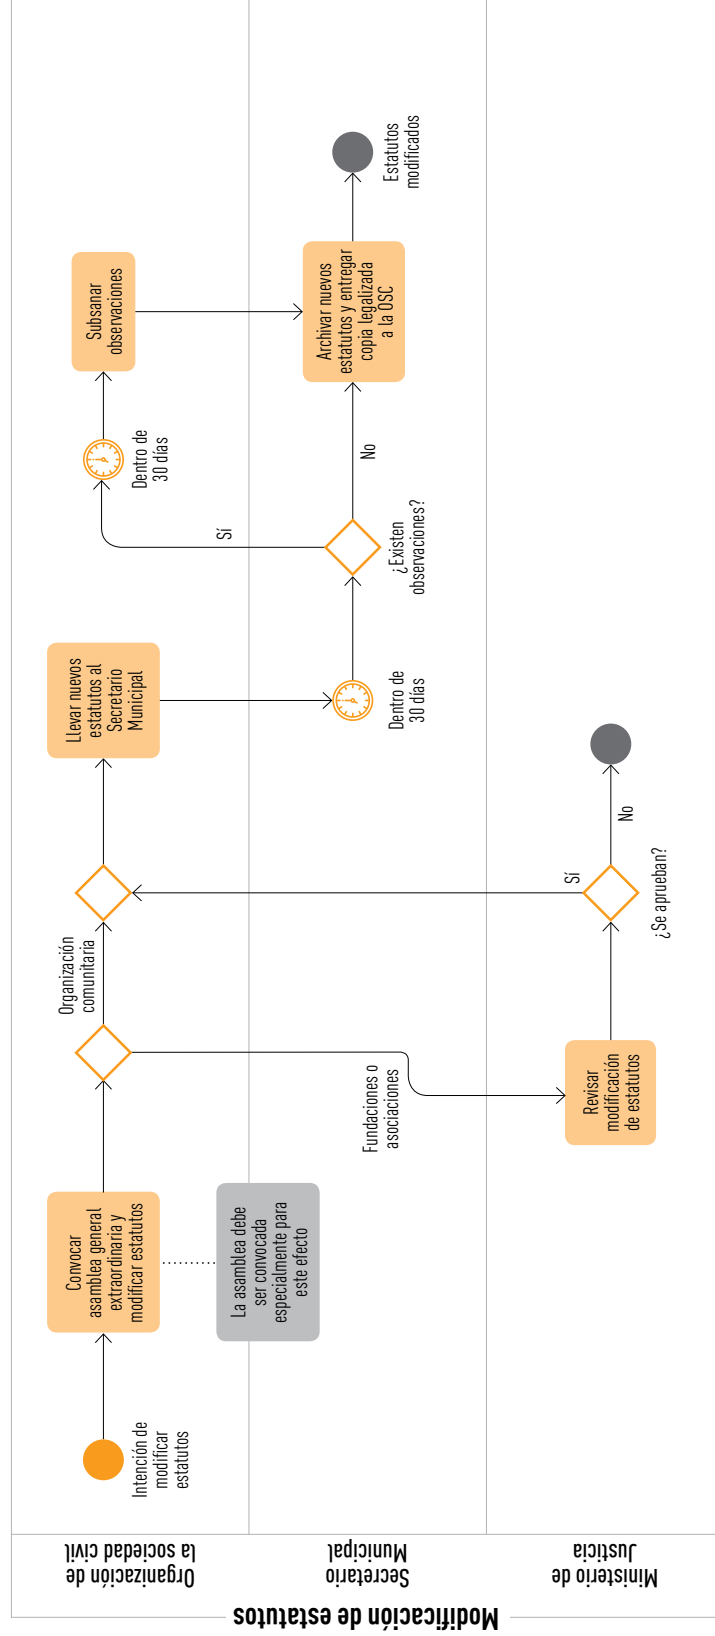 Modificación de estatutos
Organización de
la sociedad civil
Secretario
Municipal
Ministerio de
Justicia
Intención de
modificar
estatutos
Convocar
asamblea general
extraordinaria y
modificar estatutos
La asamblea debe
ser convocada
especialmente para
este efecto
Organización
comunitaria
Fundaciones o
asociaciones
Revisar
modificación
de estatutos
¿Se aprueban?
Sí
No
Llevar nuevos
estatutos al
Secretario
Municipal
Dentro de
30 días
¿Existen
observaciones?
Sí
No
Dentro de
30 días
Subsanar
observaciones
Archivar nuevos
estatutos y entregar
copia legalizada
a la OSC
Estatutos
modificados